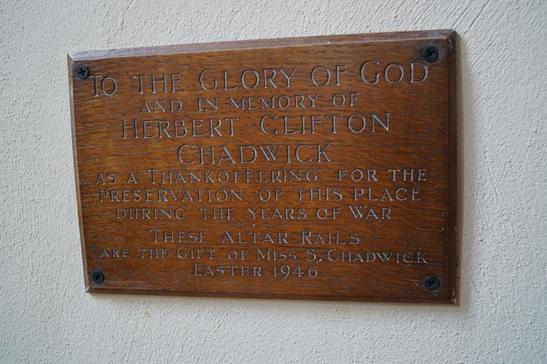 TO THE GLORY OF GOD
AND IN MEMORY OF
HERBERT CLIFTON
CHADWICK
AS A THANKOFFERING FOR THE
PRESERVATION OF THIS PLACE
DURING THE YEARS OF WAR
THESE ALTAR RAILS
ARE THE GIFT OF MISS S. CHADWICK
EASTER 1946